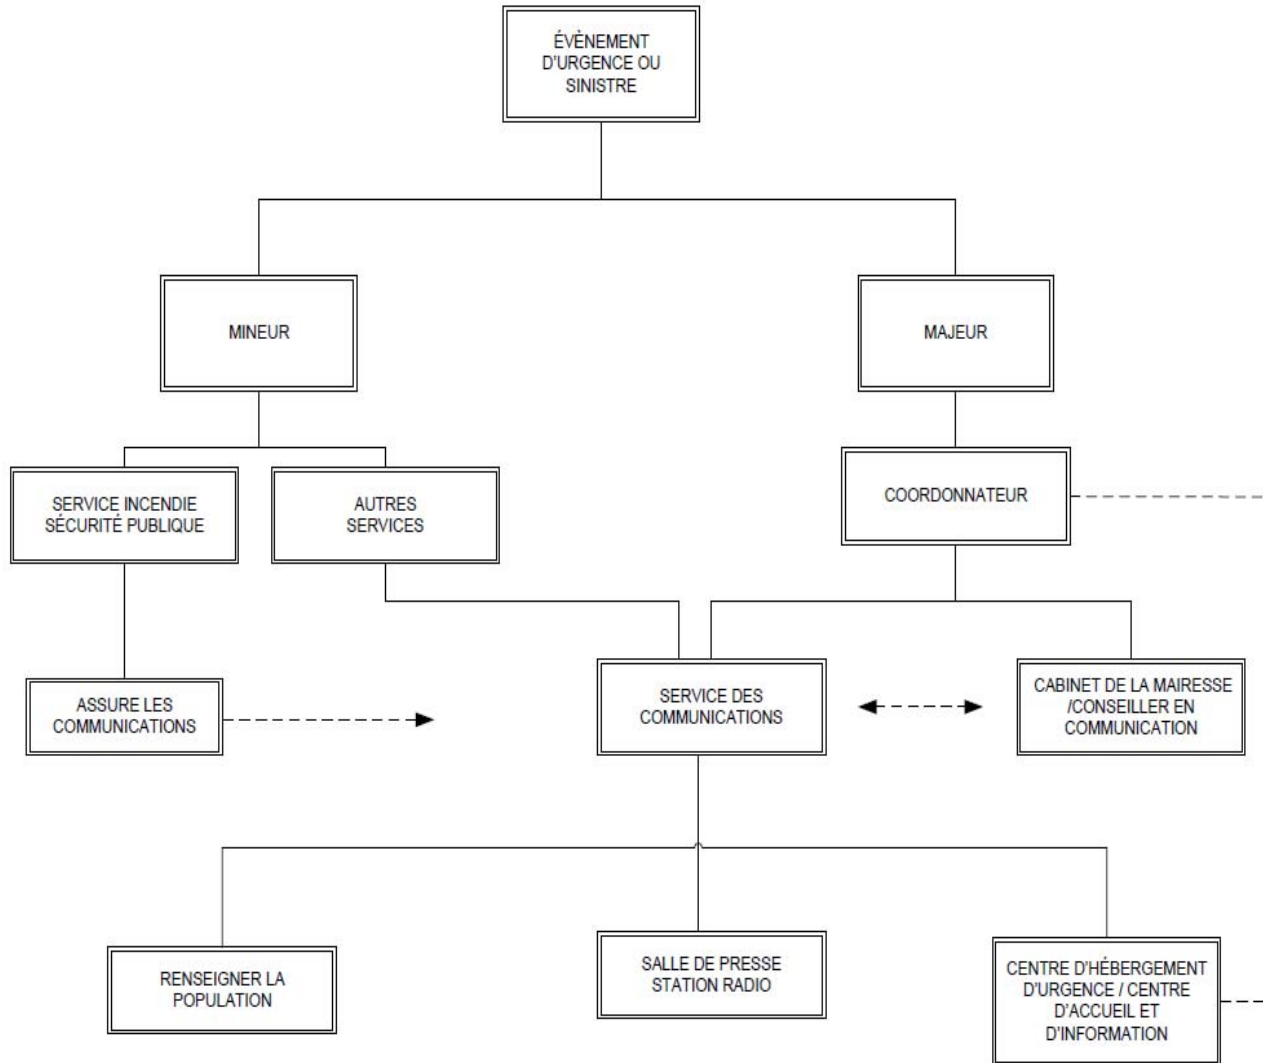 ÉVÈNEMENT
D'URGENCE OU
SINISTRE
MINEUR
MAJEUR
SERVICE INCENDIE
SÉCURITÉ PUBLIQUE
AUTRES
SERVICES
COORDONNATEUR
ASSURE LES
COMMUNICATIONS
SERVICE DES
COMMUNICATIONS
CABINET DE LA MAIRESSE
/CONSEILLER EN
COMMUNICATION
RENSEIGNER LA
POPULATION
SALLE DE PRESSE
STATION RADIO
CENTRE D'HÉBERGEMENT
D'URGENCE / CENTRE
D'ACCUEIL ET
D'INFORMATION